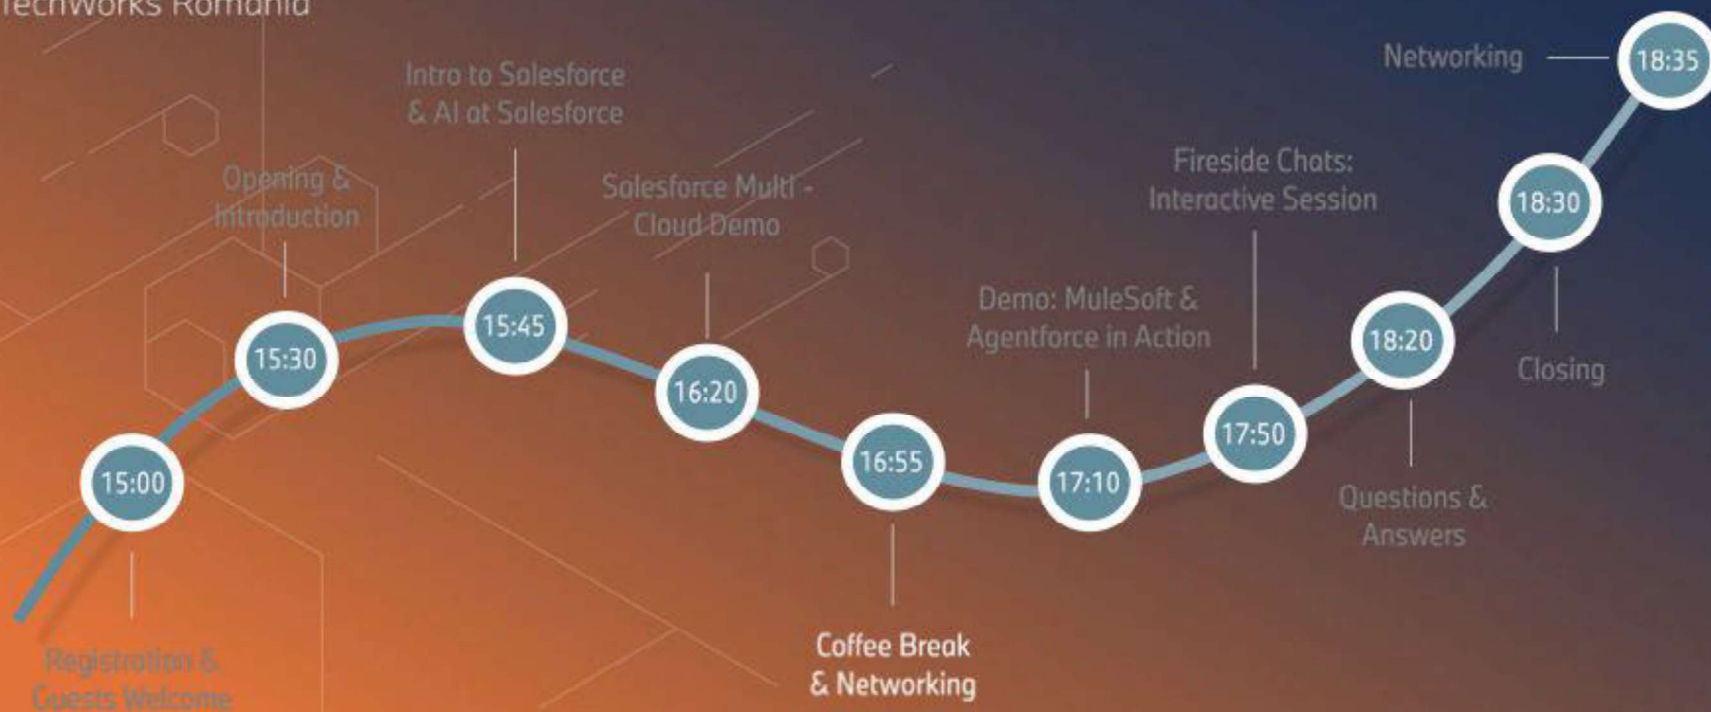 TechWorks Romania
15:00
Registration &
Guests Welcome
15:30
Opening &
Introduction
15:45
Intro to Salesforce
& AI at Salesforce
16:20
Salesforce Multi -
Cloud Demo
16:55
Coffee Break
& Networking
17:10
Demo: MuleSoft &
Agentforce in Action
17:50
Fireside Chats:
Interactive Session
18:20
Questions &
Answers
18:30
Closing
18:35
Networking